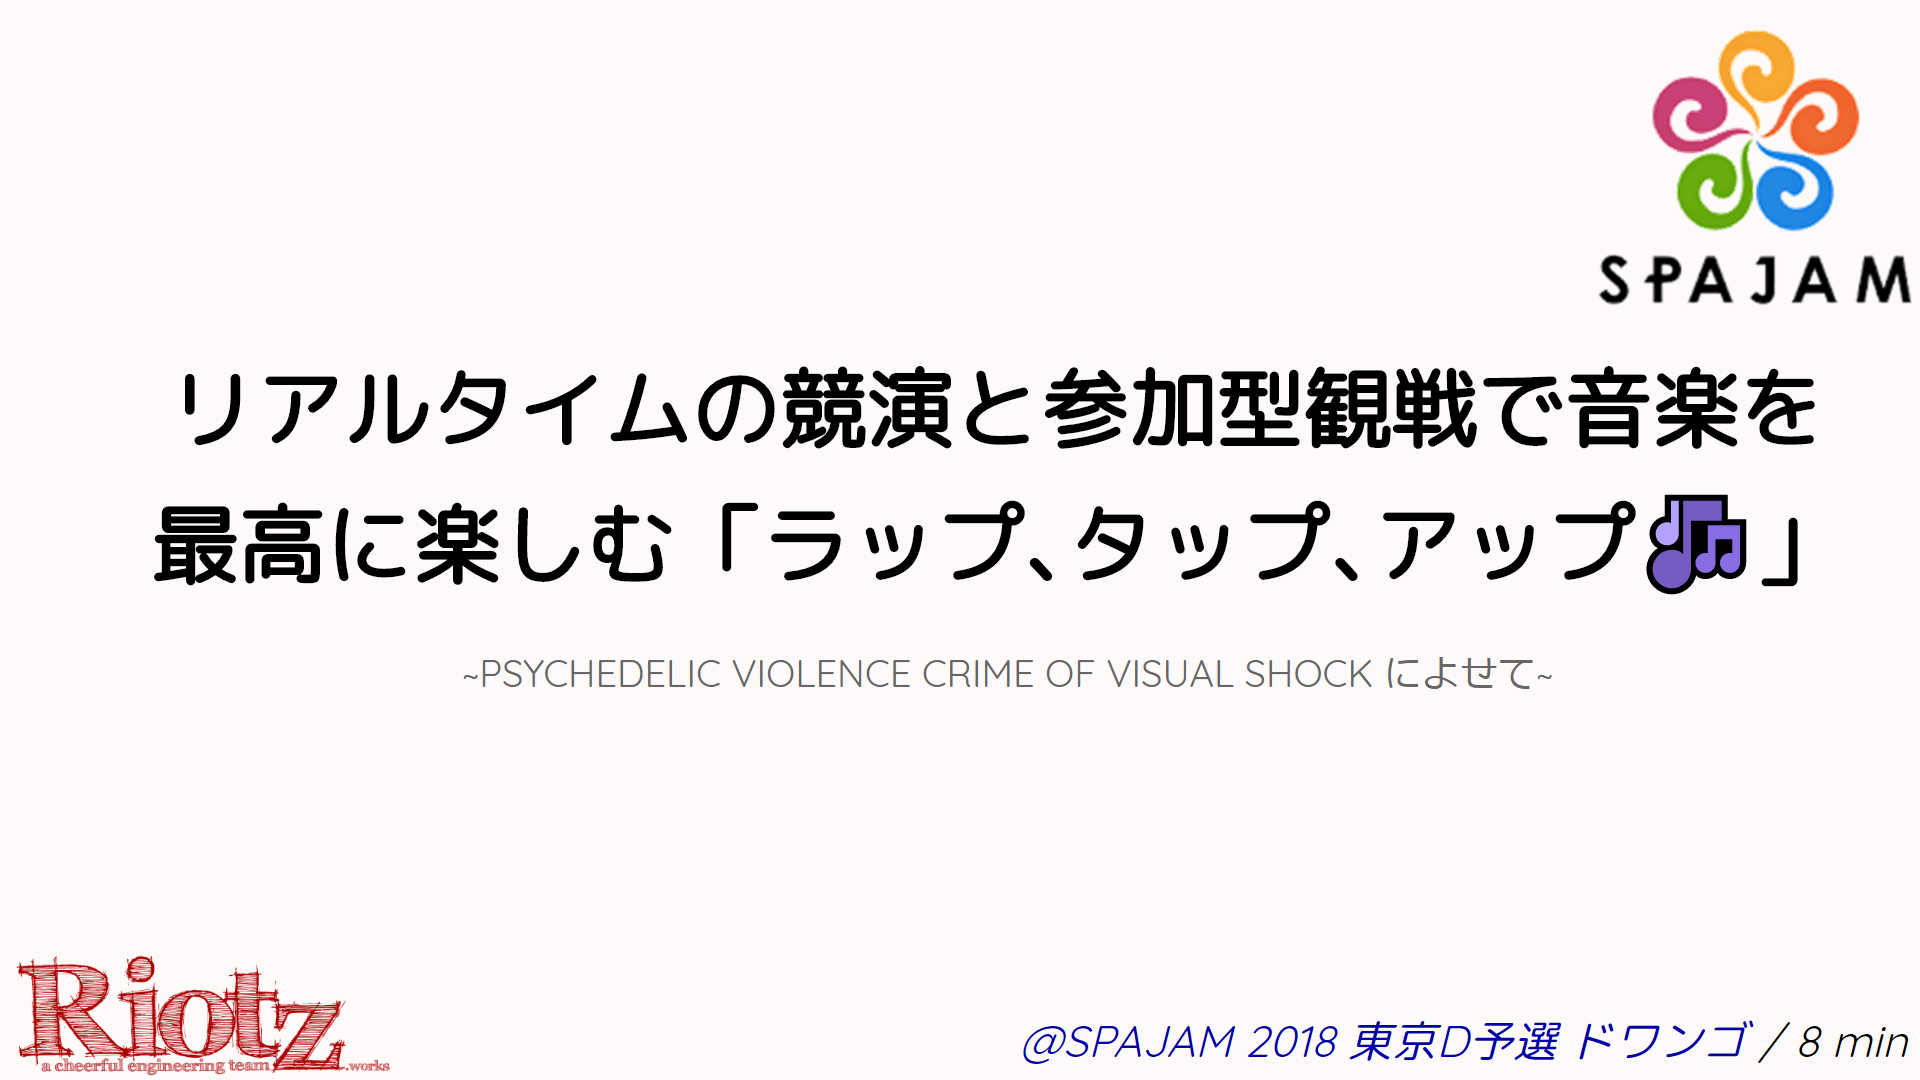 SPAJAM
リアルタイムの競演と参加型観戦で音楽を
最高に楽しむ「ラップ、タップ、アップ🎶」
~PSYCHEDELIC VIOLENCE CRIME OF VISUAL SHOCK によせて~
Riotz
a cheerful engineering team .works
@SPAJAM 2018 東京D予選 ドワンゴ / 8 min